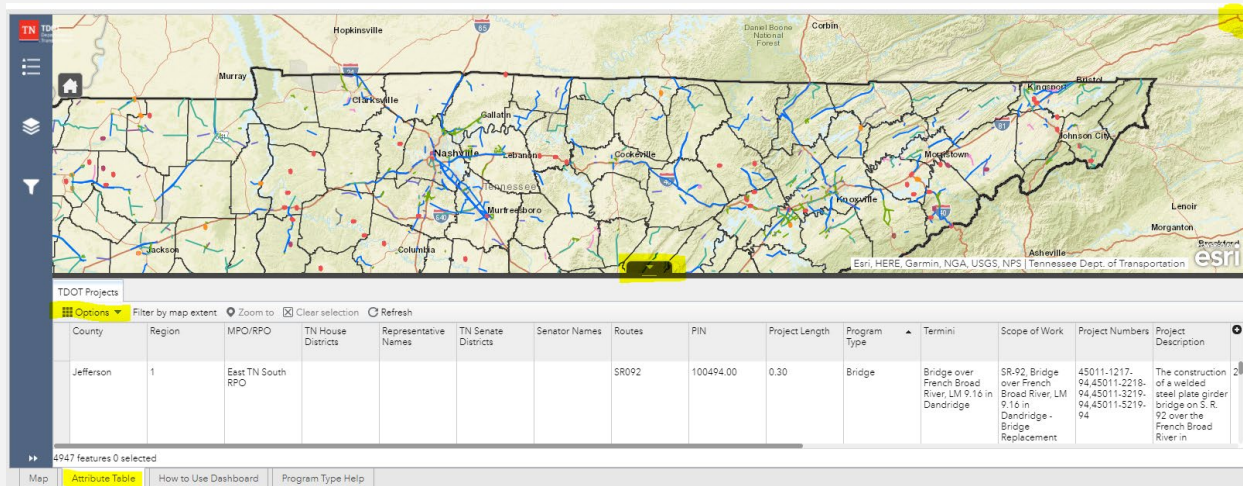 TN TD
Hopkinsville
65
Daniel Boone
National
Forest
Corbin
Murray
Bristol
Kingsport
Clarksville
81
Gallatin
Johnson City
Nashville
Lebanon
Cookeville
Morristown
Tennessee
Knoxville
Murfreesboro
840
40
Lenoir
Morganton
Jackson
Columbia
Asheville
Esri, HERE, Garmin, NGA, USGS, NPS | Tennessee Dept. of Transportation
esri
TDOT Projects
Options Filter by map extent Zoom to Clear selection Refresh
County Region MPO/RPO TN House Representative TN Senate Senator Names Routes PIN Project Length Program Termini Scope of Work Project Numbers Project
Districts Names Districts Type Description
Jefferson 1 East TN South SR092 100494.00 0.30 Bridge Bridge over SR-92, Bridge 45011-1217- The construction 2
RPO French Broad over French 94,45011-2218- of a welded
River, LM 9.16 in Broad River, LM 94,45011-3219- steel plate girder
Dandridge 9.16 in 94,45011-5219- bridge on S. R.
Dandridge - 94 92 over the
Bridge French Broad
Replacement River in
4947 features 0 selected
Map Attribute Table How to Use Dashboard Program Type Help